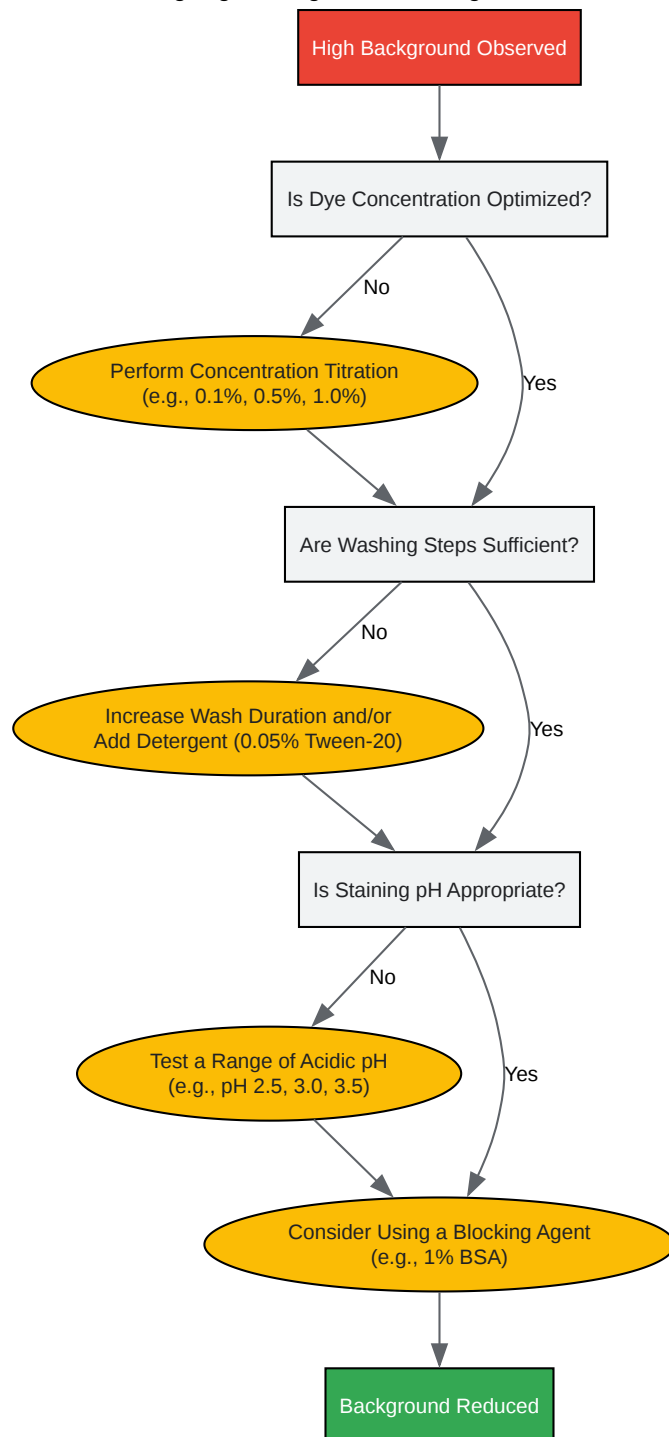 High Background Observed
Is Dye Concentration Optimized?
No
Perform Concentration Titration
(e.g., 0.1%, 0.5%, 1.0%)
Yes
Are Washing Steps Sufficient?
No
Increase Wash Duration and/or
Add Detergent (0.05% Tween-20)
Yes
Is Staining pH Appropriate?
No
Test a Range of Acidic pH
(e.g., pH 2.5, 3.0, 3.5)
Yes
Consider Using a Blocking Agent
(e.g., 1% BSA)
Background Reduced